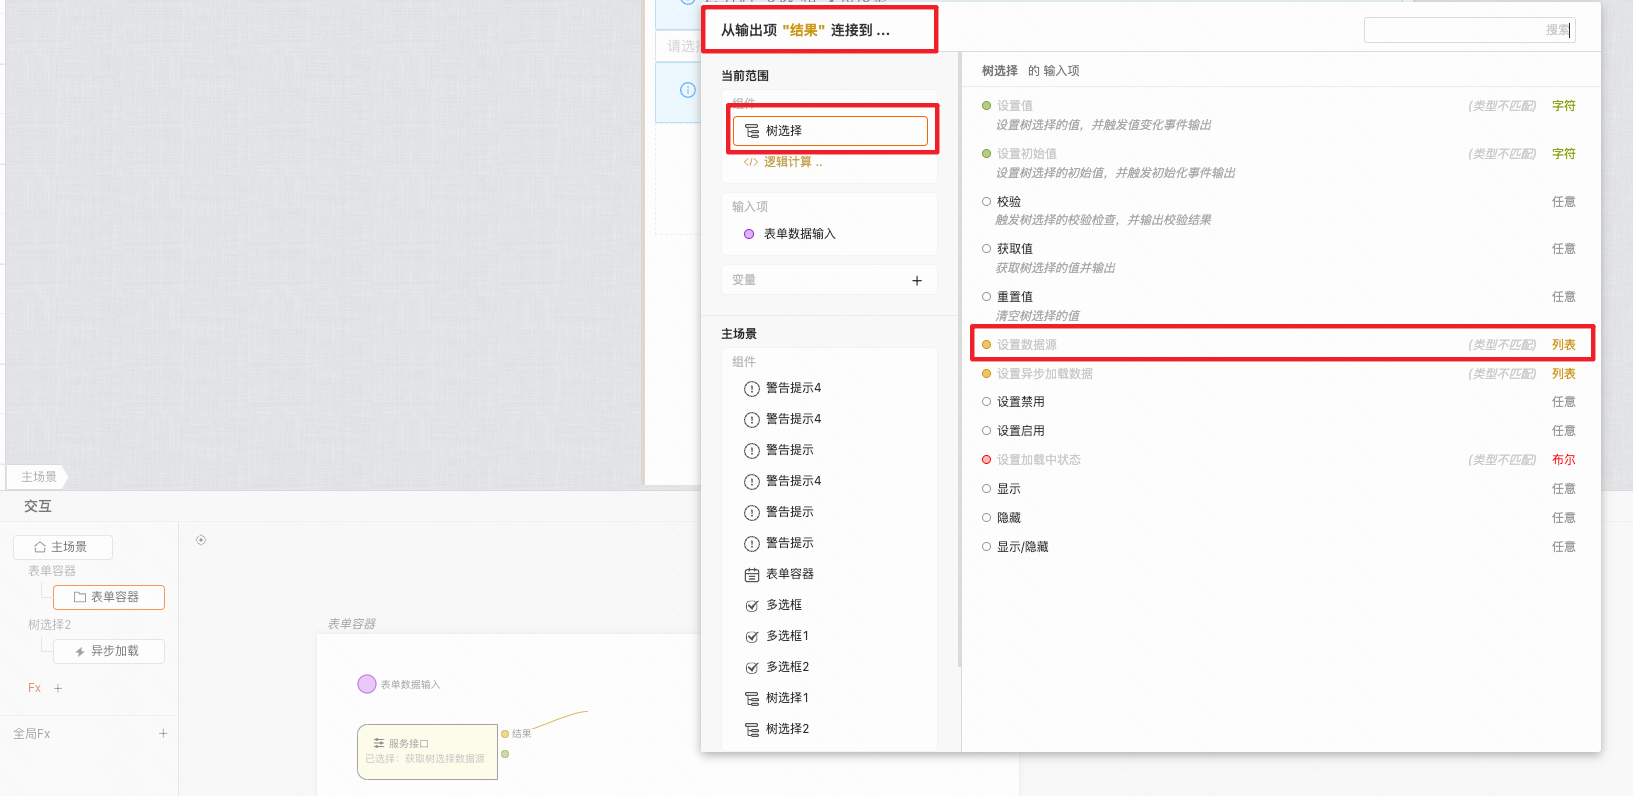 从输出项 "结果" 连接到 ...
搜索
请选
当前范围
组件
树选择
</> 逻辑计算 ..
输入项
表单数据输入
变量
+
主场景
组件
警告提示4
警告提示4
警告提示
警告提示4
警告提示
警告提示
表单容器
多选框
多选框1
多选框2
树选择1
树选择2
树选择 的 输入项
设置值 (类型不匹配) 字符
设置树选择的值，并触发值变化事件输出
设置初始值 (类型不匹配) 字符
设置树选择的初始值，并触发初始化事件输出
校验 任意
触发树选择的校验检查，并输出校验结果
获取值 任意
获取树选择的值并输出
重置值 任意
清空树选择的值
设置数据源 (类型不匹配) 列表
设置异步加载数据 (类型不匹配) 列表
设置禁用 任意
设置启用 任意
设置加载中状态 (类型不匹配) 布尔
显示 任意
隐藏 任意
显示/隐藏 任意
主场景
交互
主场景
表单容器
表单容器
树选择2
异步加载
Fx +
全局Fx +
表单容器
表单数据输入
服务接口
已选择：获取树选择数据源
结果